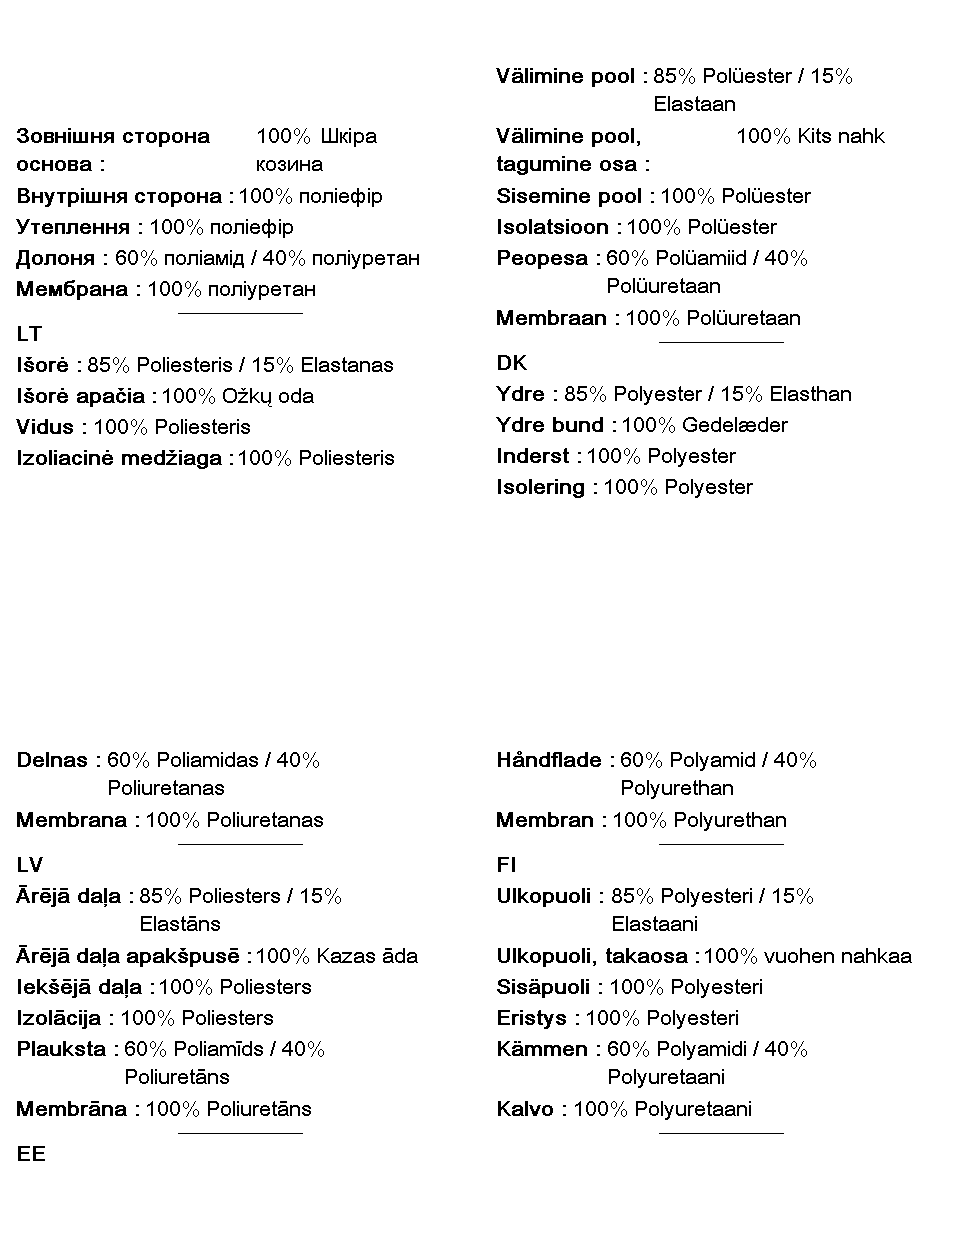 Зовнішня сторона 100% Шкіра
основа : козина
Внутрішня сторона : 100% поліефір
Утеплення : 100% поліефір
Долоня : 60% поліамід / 40% поліуретан
Мембрана : 100% поліуретан
LT
Išorė : 85% Poliesteris / 15% Elastanas
Išorė apačia : 100% Ožkų oda
Vidus : 100% Poliesteris
Izoliacinė medžiaga : 100% Poliesteris
Delnas : 60% Poliamidas / 40%
Poliuretanas
Membrana : 100% Poliuretanas
LV
Ārējā daļa : 85% Poliesters / 15%
Elastāns
Ārējā daļa apakšpusē : 100% Kazas āda
Iekšējā daļa : 100% Poliesters
Izolācija : 100% Poliesters
Plauksta : 60% Poliamīds / 40%
Poliuretāns
Membrāna : 100% Poliuretāns
EE
Välimine pool : 85% Polüester / 15%
Elastaan
Välimine pool, 100% Kits nahk
tagumine osa :
Sisemine pool : 100% Polüester
Isolatsioon : 100% Polüester
Peopesa : 60% Polüamiid / 40%
Polüuretaan
Membraan : 100% Polüuretaan
DK
Ydre : 85% Polyester / 15% Elasthan
Ydre bund : 100% Gedelæder
Inderst : 100% Polyester
Isolering : 100% Polyester
Håndflade : 60% Polyamid / 40%
Polyurethan
Membran : 100% Polyurethan
FI
Ulkopuoli : 85% Polyesteri / 15%
Elastaani
Ulkopuoli, takaosa : 100% vuohen nahkaa
Sisäpuoli : 100% Polyesteri
Eristys : 100% Polyesteri
Kämmen : 60% Polyamidi / 40%
Polyuretaani
Kalvo : 100% Polyuretaani